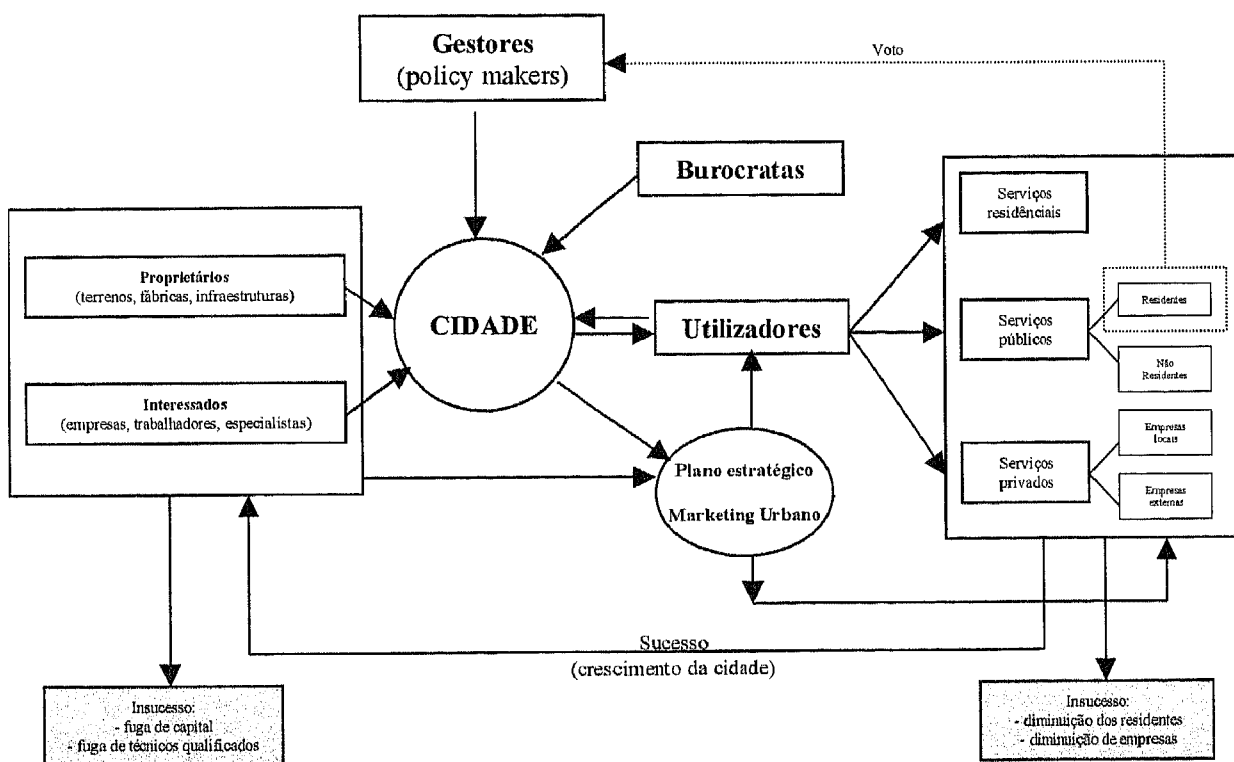 Gestores
(policy makers)
Voto
Burocratas
Serviços
residênciais
Proprietários
(terrenos, fábricas, infraestruturas)
CIDADE
Utilizadores
Serviços
públicos
Residentes
Não
Residentes
Interessados
(empresas, trabalhadores, especialistas)
Plano estratégico
Marketing Urbano
Serviços
privados
Empresas
locais
Empresas
externas
Sucesso
(crescimento da cidade)
Insucesso:
- fuga de capital
- fuga de técnicos qualificados
Insucesso:
- diminuição dos residentes
- diminuição de empresas